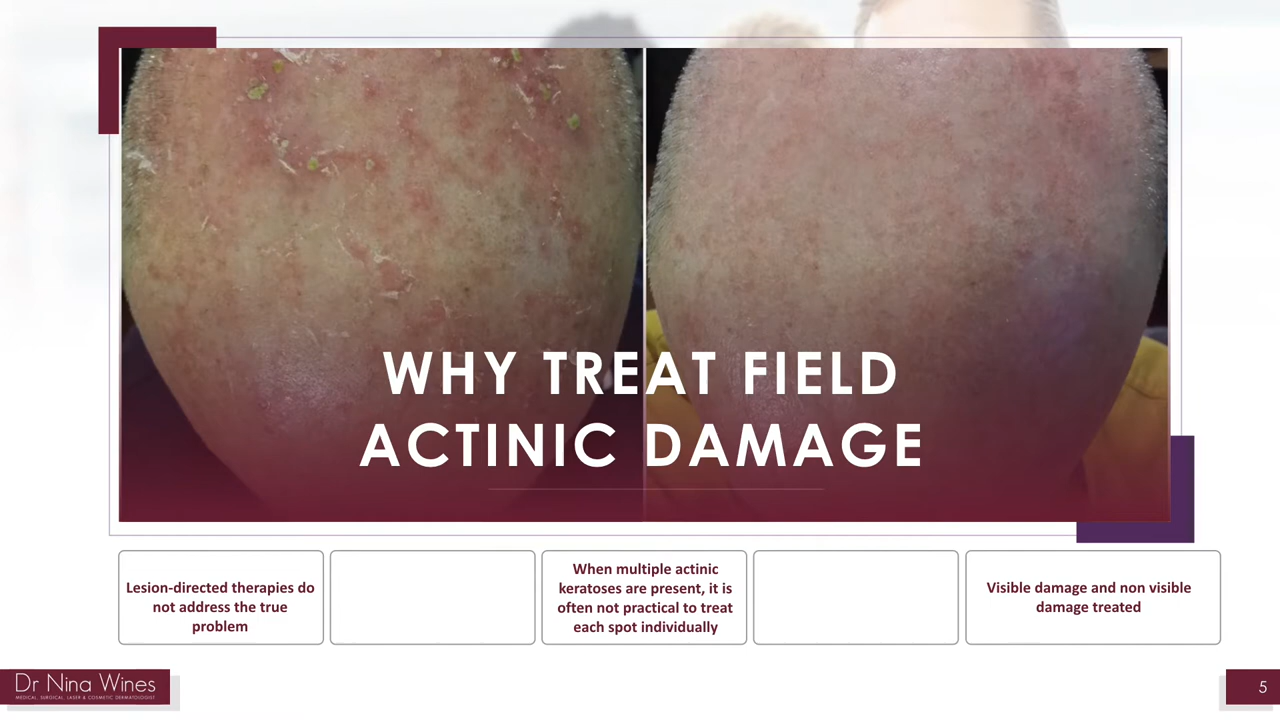 WHY TREAT FIELD
ACTINIC DAMAGE
Lesion-directed therapies do
not address the true
problem
When multiple actinic
keratoses are present, it is
often not practical to treat
each spot individually
Visible damage and non visible
damage treated
Dr Nina Wines
MEDICAL, SURGICAL, LASER & COSMETIC DERMATOLOGIST
5